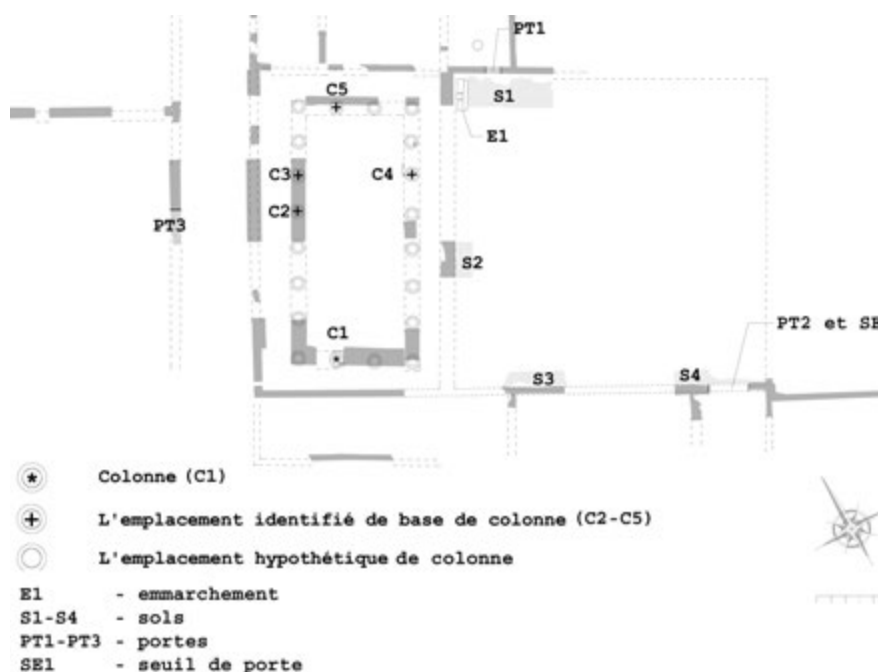 PT1
C5
S1
E1
C3
C4
C2
PT3
S2
C1
PT2 et SE
S3
S4
Colonne (C1)
L'emplacement identifié de base de colonne (C2-C5)
L'emplacement hypothétique de colonne
E1 - emmarchement
S1-S4 - sols
PT1-PT3 - portes
SE1 - seuil de porte